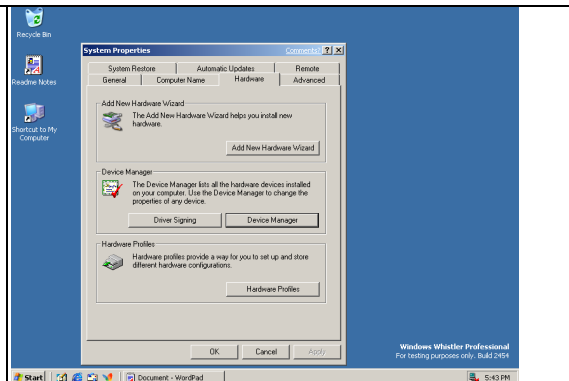 Recycle Bin
Readme Notes
Shortcut to My
Computer
System Properties
Comments?
System Restore
Automatic Updates
Remote
General
Computer Name
Hardware
Advanced
Add New Hardware Wizard
The Add New Hardware Wizard helps you install new
hardware.
Add New Hardware Wizard
Device Manager
The Device Manager lists all the hardware devices installed
on your computer. Use the Device Manager to change the
properties of any device.
Driver Signing
Device Manager
Hardware Profiles
Hardware profiles provide a way for you to set up and store
different hardware configurations.
Hardware Profiles
OK
Cancel
Apply
Windows Whistler Professional
For testing purposes only. Build 2454
Start
Document - WordPad
5:43 PM